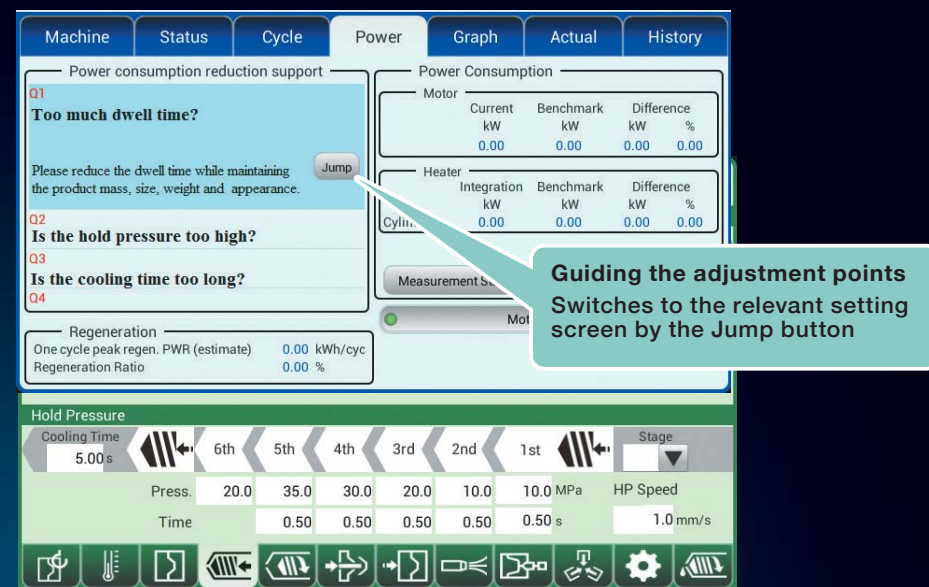 Machine Status Cycle Power Graph Actual History
Power consumption reduction support
Q1
Too much dwell time?
Please reduce the dwell time while maintaining
the product mass, size, weight and appearance.
Jump
Q2
Is the hold pressure too high?
Q3
Is the cooling time too long?
Q4
Regeneration
One cycle peak regen. PWR (estimate) 0.00 kWh/cyc
Regeneration Ratio 0.00 %
Power Consumption
Motor
Current Benchmark Difference
kW kW kW %
0.00 0.00 0.00 0.00
Heater
Integration Benchmark Difference
kW kW kW %
0.00 0.00 0.00 0.00
Measurement
Guiding the adjustment points
Switches to the relevant setting
screen by the Jump button
Hold Pressure
Cooling Time
5.00 s
6th 5th 4th 3rd 2nd 1st
Stage
Press. 20.0 35.0 30.0 20.0 10.0 10.0 MPa
HP Speed
Time 0.50 0.50 0.50 0.50 0.50 s
1.0 mm/s